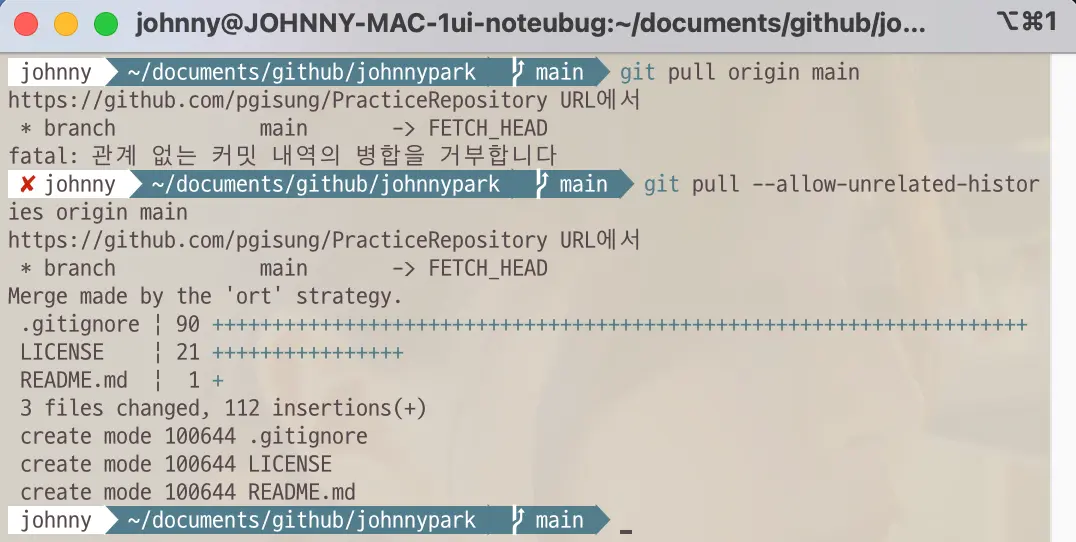 johnny@JOHNNY-MAC-1ui-noteubug:~/documents/github/jo... ⌥⌘1
johnny ~/documents/github/johnnypark main git pull origin main
https://github.com/pgisung/PracticeRepository URL에서
* branch main -> FETCH_HEAD
fatal: 관계 없는 커밋 내역의 병합을 거부합니다
✘ johnny ~/documents/github/johnnypark main git pull --allow-unrelated-histor
ies origin main
https://github.com/pgisung/PracticeRepository URL에서
* branch main -> FETCH_HEAD
Merge made by the 'ort' strategy.
.gitignore | 90 ++++++++++++++++++++++++++++++++++++++++++++++++++++++++++++++++++++
LICENSE | 21 ++++++++++++++++
README.md | 1 +
3 files changed, 112 insertions(+)
create mode 100644 .gitignore
create mode 100644 LICENSE
create mode 100644 README.md
johnny ~/documents/github/johnnypark main _